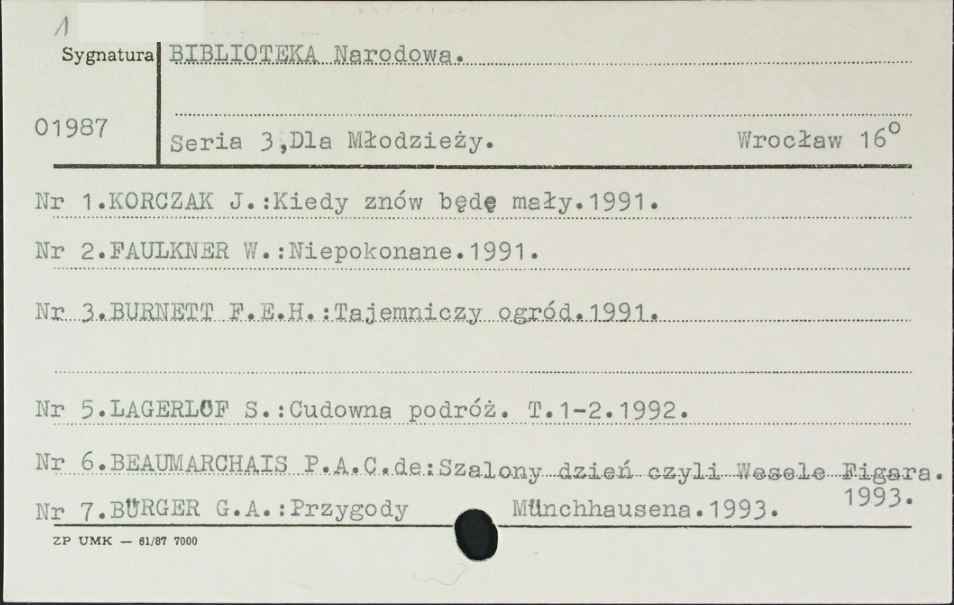 1
Sygnatura BIBLIOTEKA Narodowa.
01987
Seria 3,Dla Młodzieży. Wrocław 16°
Nr 1.KORCZAK J.:Kiedy znów będę mały.1991.
Nr 2.FAULKNER W.:Niepokonane.1991.
Nr 3.BURNETT F.E.H.:Tajemniczy ogród.1991.
Nr 5.LAGERLÖF S.:Cudowna podróż. T.1-2.1992.
Nr 6.BEAUMARCHAIS P.A.C.de:Szalony dzień czyli Wesele Figara.
1993.
Nr 7.BÜRGER G.A.:Przygody Münchhausena.1993.
ZP UMK — 61/87 7000